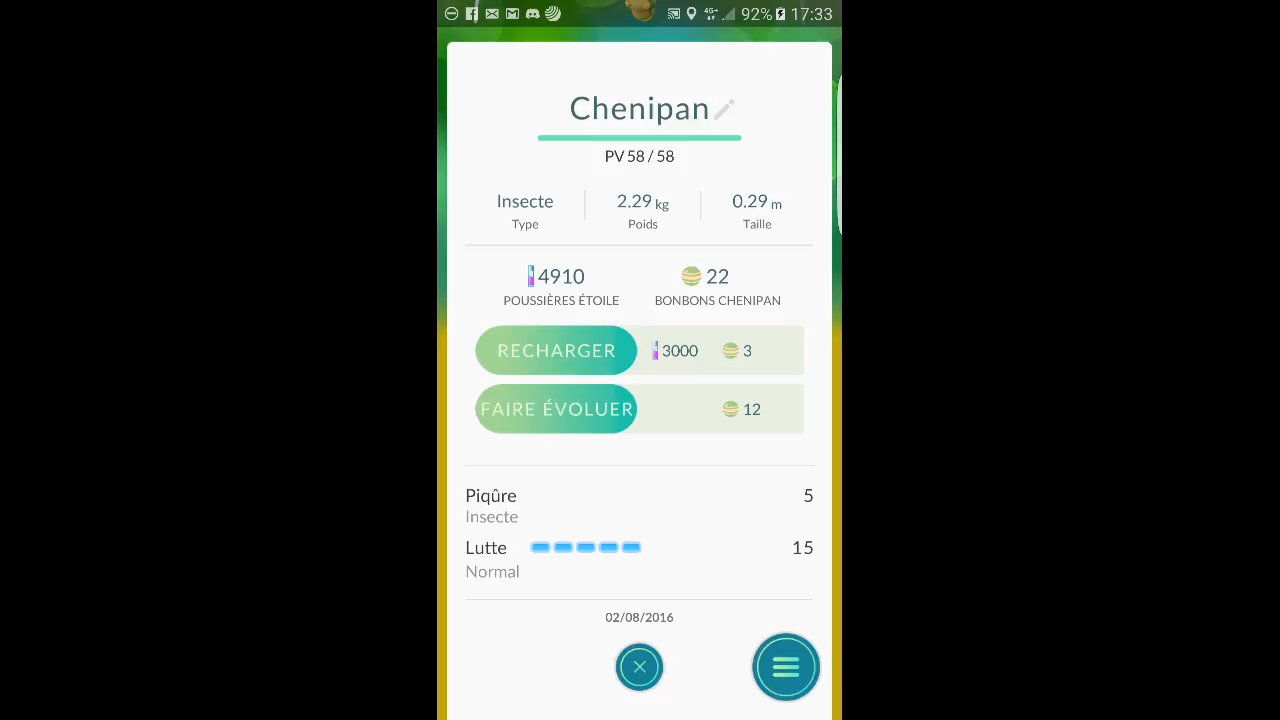 4G+ 92% 17:33
Chenipan
PV 58 / 58
Insecte 2.29 kg 0.29 m
Type Poids Taille
4910 22
POUSSIÈRES ÉTOILE BONBONS CHENIPAN
RECHARGER 3000 3
FAIRE ÉVOLUER 12
Piqûre 5
Insecte
Lutte 15
Normal
02/08/2016